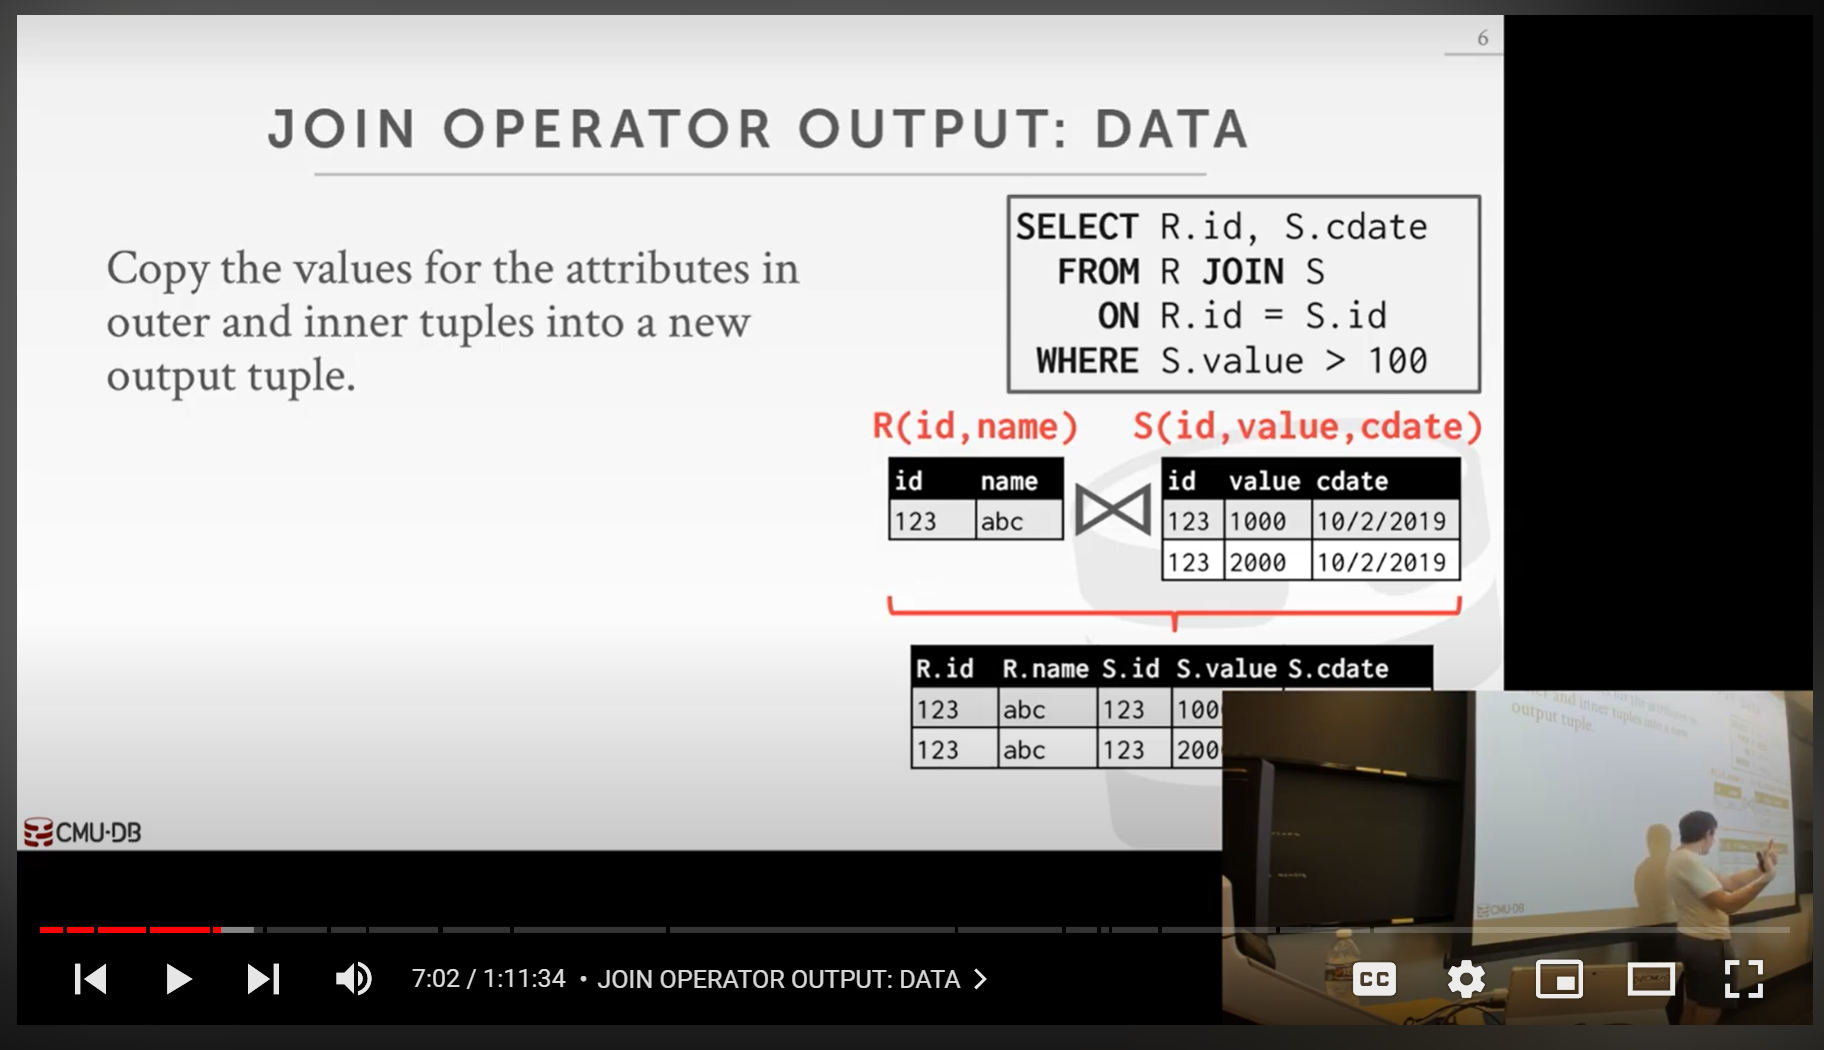 6
JOIN OPERATOR OUTPUT: DATA
Copy the values for the attributes in
outer and inner tuples into a new
output tuple.
SELECT R.id, S.cdate
FROM R JOIN S
ON R.id = S.id
WHERE S.value > 100
R(id,name) S(id,value,cdate)
id name
123 abc
id value cdate
123 1000 10/2/2019
123 2000 10/2/2019
R.id R.name S.id S.value S.cdate
123 abc 123 100
123 abc 123 200
CMU·DB
output tuple.
CMU·DB
7:02 / 1:11:34 • JOIN OPERATOR OUTPUT: DATA >
CC